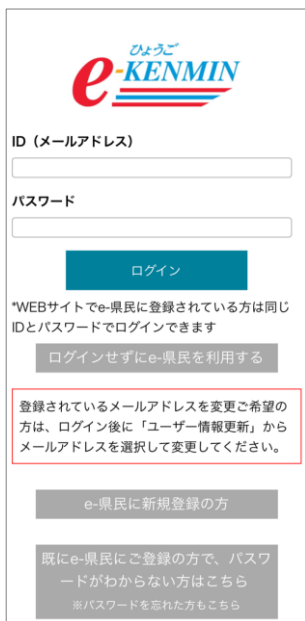 ひょうご
e-KENMIN
ID（メールアドレス）
パスワード
ログイン
*WEBサイトでe-県民に登録されている方は同じ
IDとパスワードでログインできます
ログインせずにe-県民を利用する
登録されているメールアドレスを変更ご希望の
方は、ログイン後に「ユーザー情報更新」から
メールアドレスを選択して変更してください。
e-県民に新規登録の方
既にe-県民にご登録の方で、パスワ
ードがわからない方はこちら
※パスワードを忘れた方もこちら